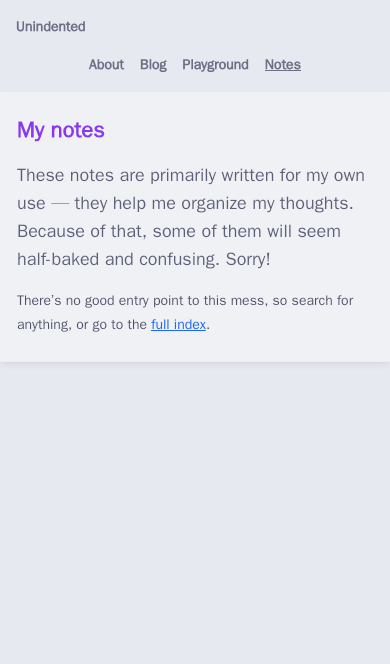 Unindented
About Blog Playground Notes
My notes
These notes are primarily written for my own
use — they help me organize my thoughts.
Because of that, some of them will seem
half-baked and confusing. Sorry!
There’s no good entry point to this mess, so search for
anything, or go to the full index.